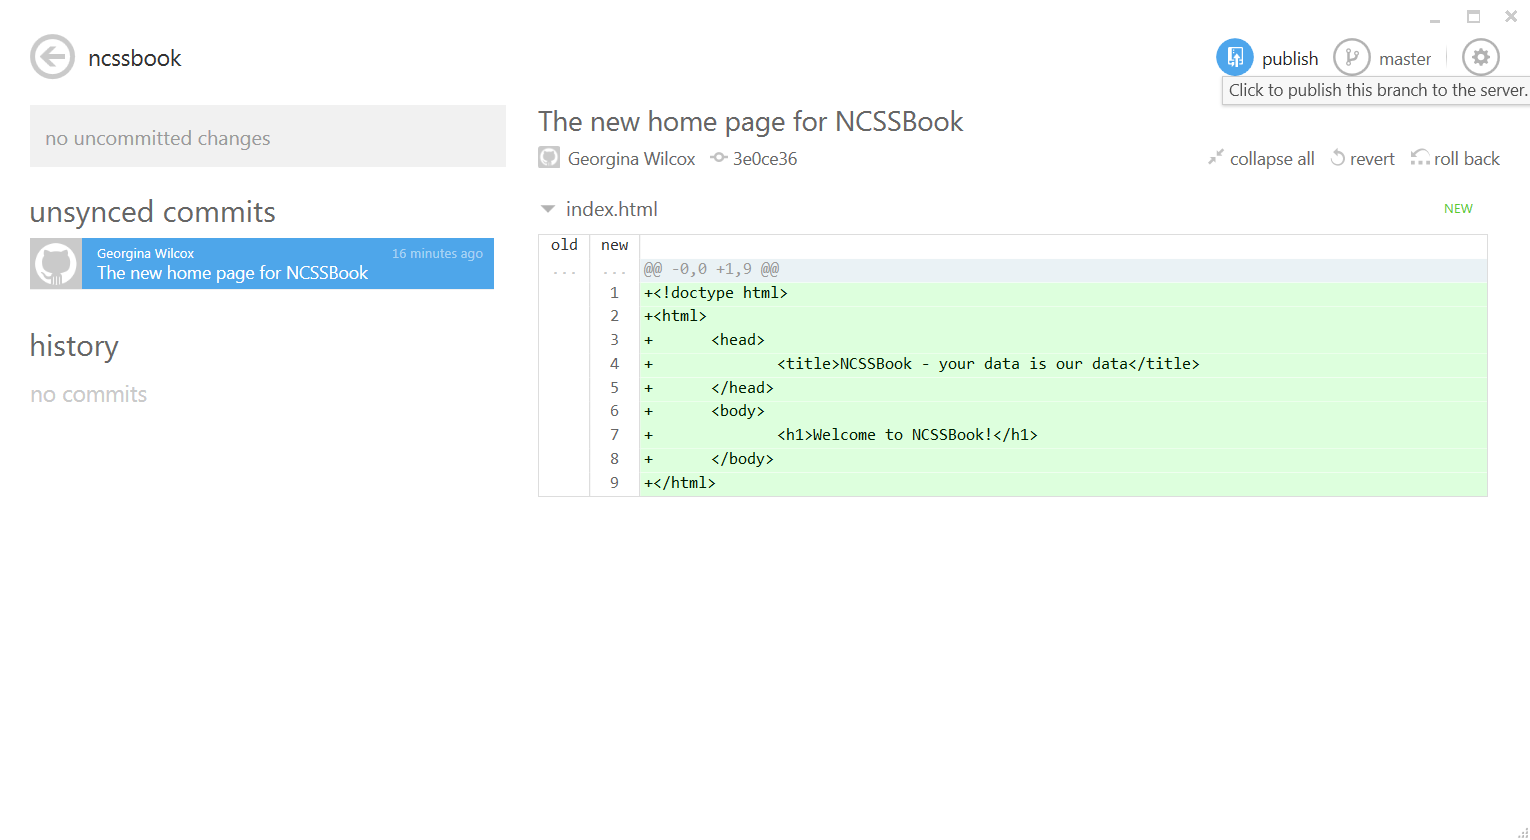 ncssbook
publish
master
Click to publish this branch to the server.
no uncommitted changes
unsynced commits
Georgina Wilcox 16 minutes ago
The new home page for NCSSBook
history
no commits
The new home page for NCSSBook
Georgina Wilcox 3e0ce36
collapse all revert roll back
index.html NEW
old new
... ... @@ -0,0 +1,9 @@
1 +<!doctype html>
2 +<html>
3 + <head>
4 + <title>NCSSBook - your data is our data</title>
5 + </head>
6 + <body>
7 + <h1>Welcome to NCSSBook!</h1>
8 + </body>
9 +</html>